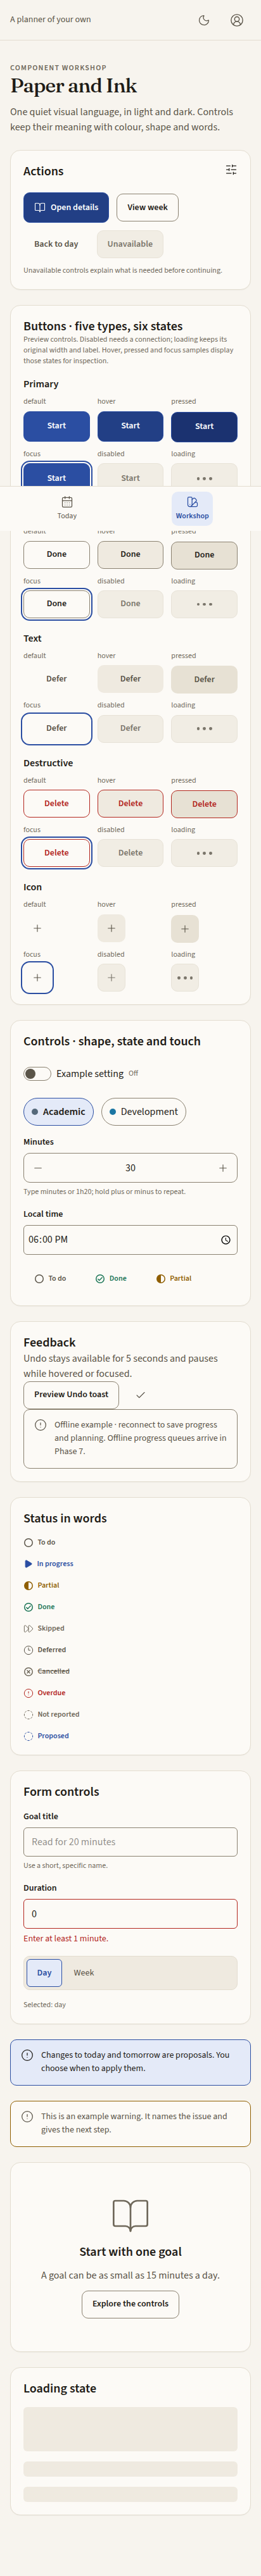 A planner of your own
COMPONENT WORKSHOP
Paper and Ink
One quiet visual language, in light and dark. Controls
keep their meaning with colour, shape and words.
Actions
Open details
View week
Back to day
Unavailable
Unavailable controls explain what is needed before continuing.
Buttons · five types, six states
Preview controls. Disabled needs a connection; loading keeps its
original width and label. Hover, pressed and focus samples display
those states for inspection.
Primary
default hover pressed
Start Start Start
focus disabled loading
Start Start
Today
Workshop
default hover pressed
Done Done Done
focus disabled loading
Done Done
Text
default hover pressed
Defer Defer Defer
focus disabled loading
Defer Defer
Destructive
default hover pressed
Delete Delete Delete
focus disabled loading
Delete Delete
Icon
default hover pressed
focus disabled loading
Controls · shape, state and touch
Example setting Off
Academic Development
Minutes
30
Type minutes or 1h20; hold plus or minus to repeat.
Local time
06:00 PM
To do Done Partial
Feedback
Undo stays available for 5 seconds and pauses
while hovered or focused.
Preview Undo toast
Offline example · reconnect to save progress
and planning. Offline progress queues arrive in
Phase 7.
Status in words
To do
In progress
Partial
Done
Skipped
Deferred
Cancelled
Overdue
Not reported
Proposed
Form controls
Goal title
Read for 20 minutes
Use a short, specific name.
Duration
0
Enter at least 1 minute.
Day Week
Selected: day
Changes to today and tomorrow are proposals. You
choose when to apply them.
This is an example warning. It names the issue and
gives the next step.
Start with one goal
A goal can be as small as 15 minutes a day.
Explore the controls
Loading state